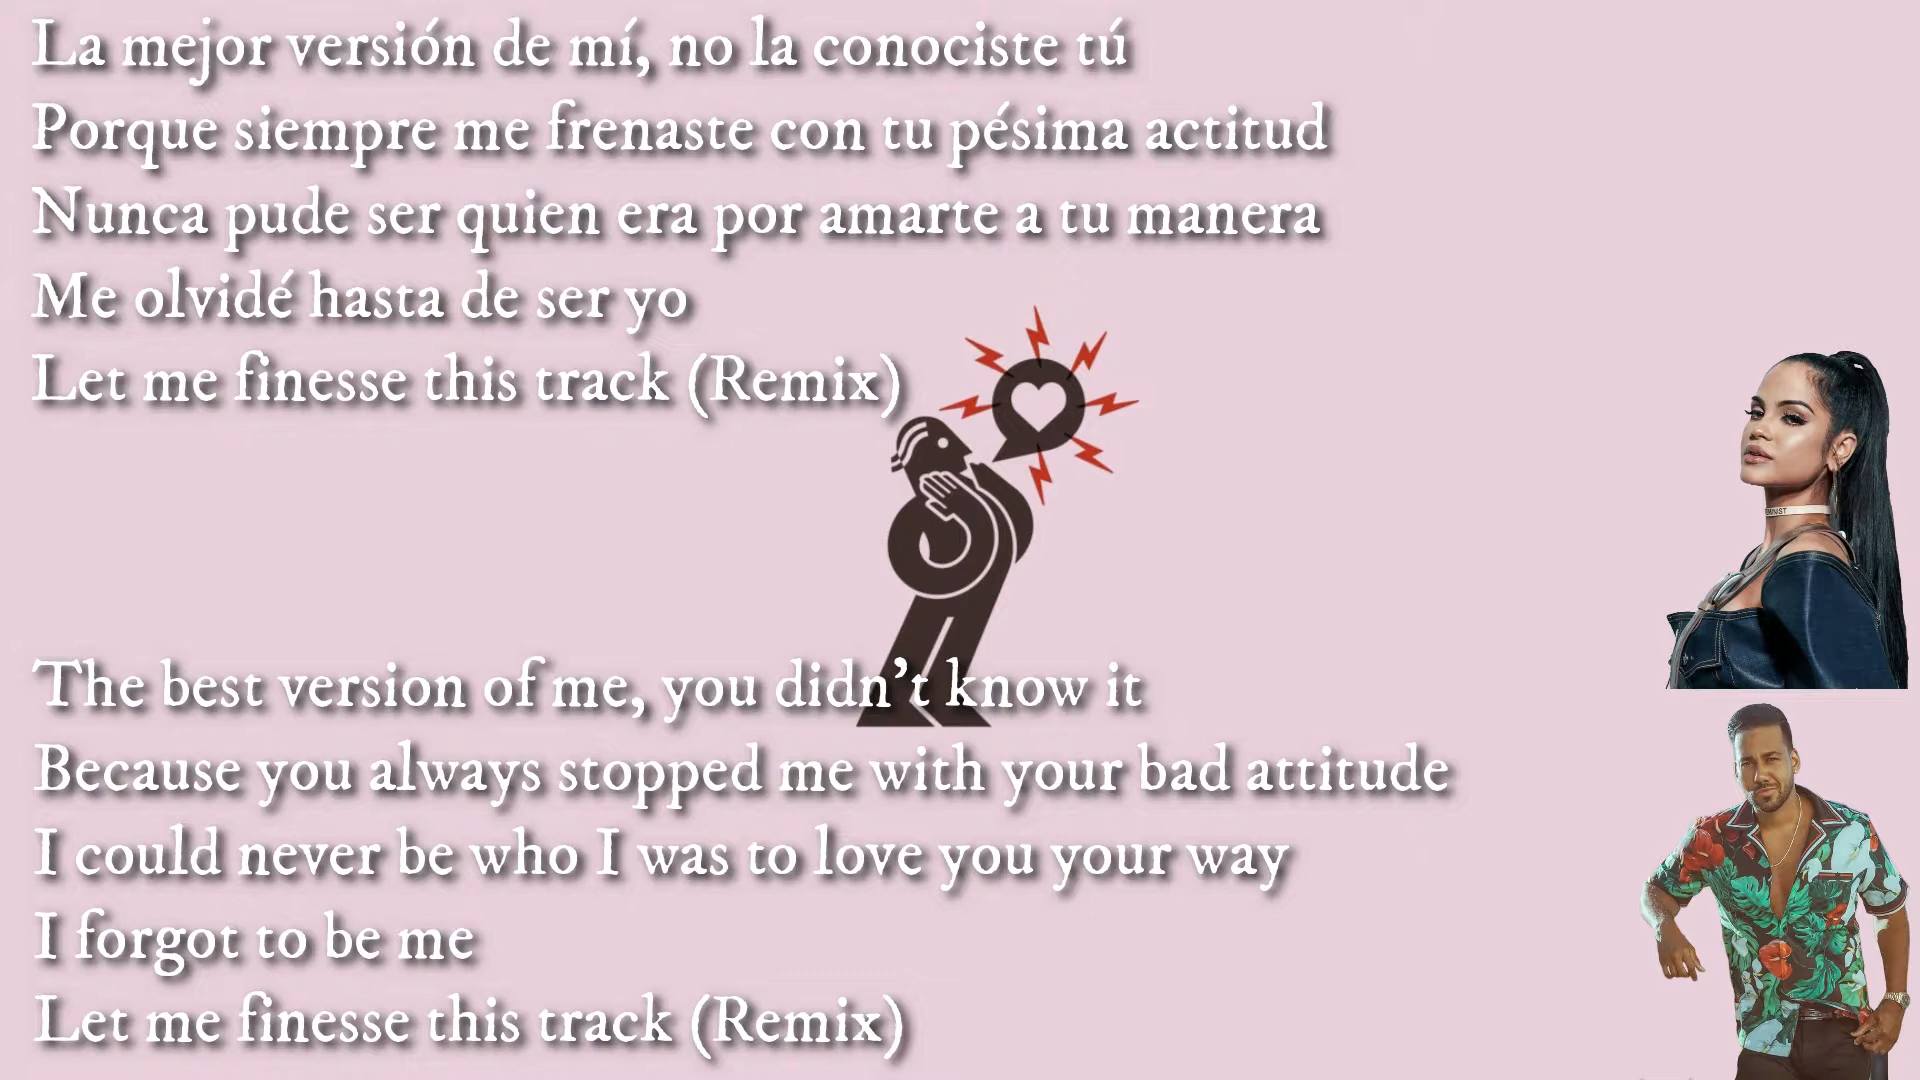 La mejor versión de mí, no la conociste tú
Porque siempre me frenaste con tu pésima actitud
Nunca pude ser quien era por amarte a tu manera
Me olvidé hasta de ser yo
Let me finesse this track (Remix)
EMINIST
The best version of me, you didn't know it
Because you always stopped me with your bad attitude
I could never be who I was to love you your way
I forgot to be me
Let me finesse this track (Remix)